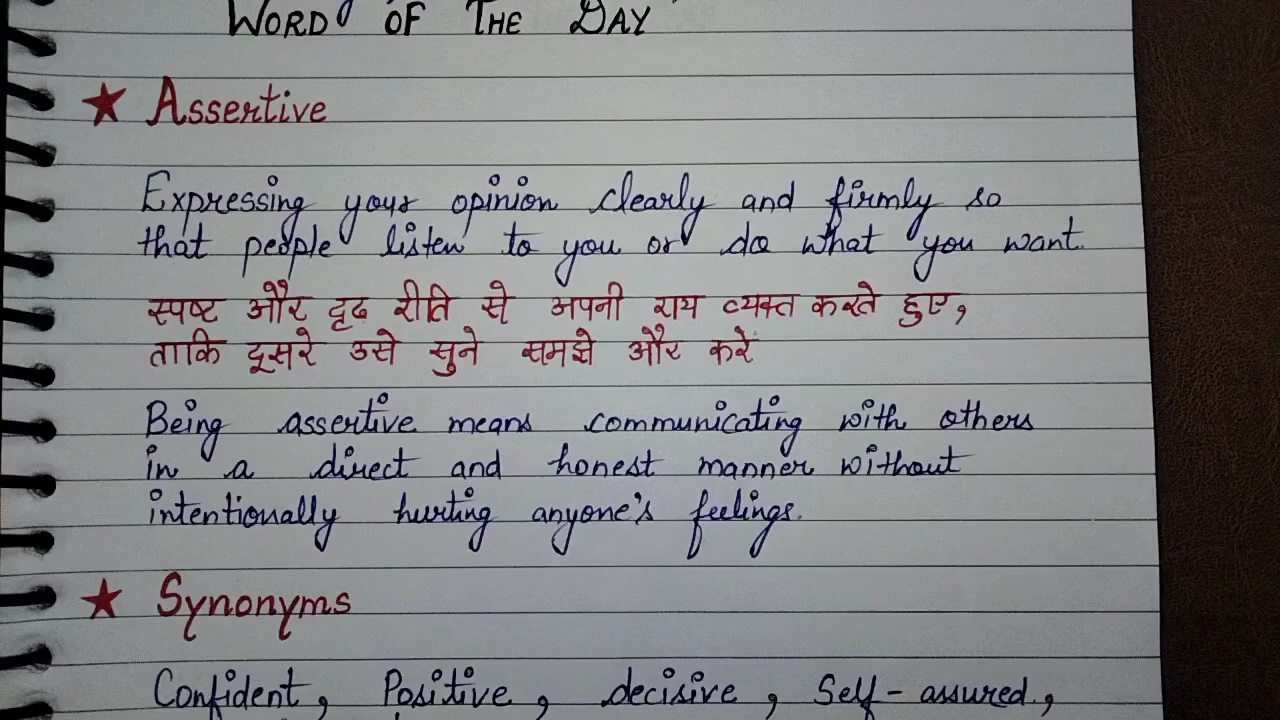 WORD OF THE DAY
★ Assertive
Expressing your opinion clearly and firmly so
that people listen to you or do what you want.
स्पष्ट और दृढ़ रीति से अपनी राय व्यक्त करते हुए,
ताकि दूसरे उसे सुने समझे और करें
Being assertive means communicating with others
in a direct and honest manner without
intentionally hurting anyone's feelings.
★ Synonyms
Confident, Positive, decisive, Self-assured,